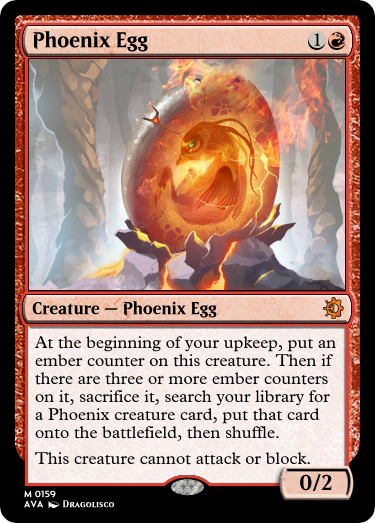 Phoenix Egg 1
Creature — Phoenix Egg
At the beginning of your upkeep, put an
ember counter on this creature. Then if
there are three or more ember counters
on it, sacrifice it, search your library for
a Phoenix creature card, put that card
onto the battlefield, then shuffle.
This creature cannot attack or block.
0/2
M 0159
AVA Dragolisco